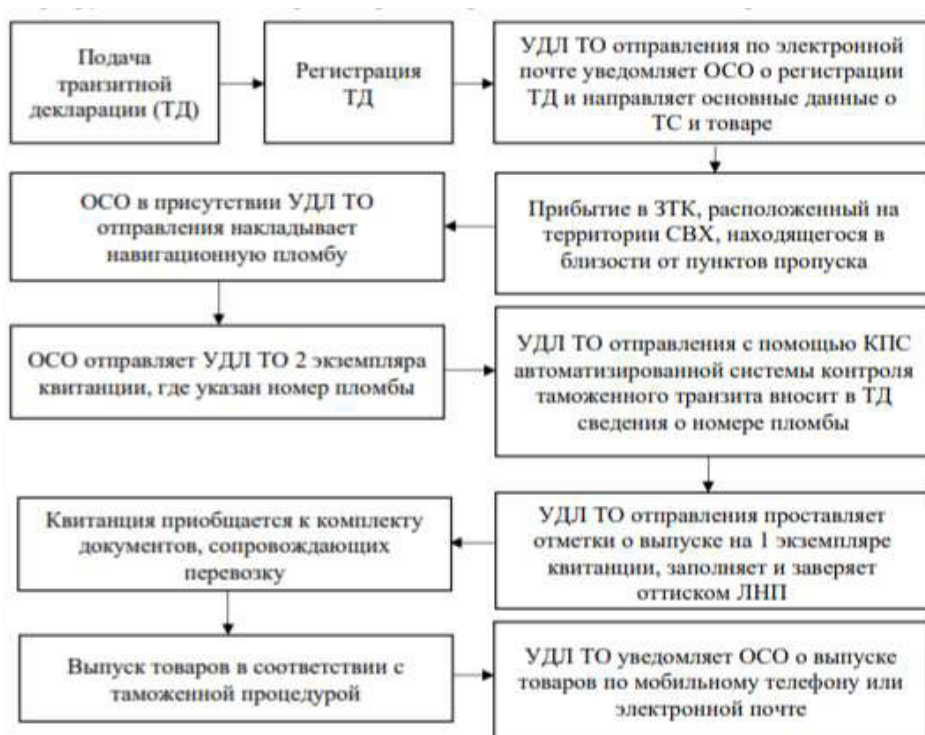 Подача
транзитной
декларации (ТД)
Регистрация
ТД
УДЛ ТО отправления по электронной
почте уведомляет ОСО о регистрации
ТД и направляет основные данные о
ТС и товаре
Прибытие в ЗТК, расположенный на
территории СВХ, находящегося в
близости от пунктов пропуска
ОСО в присутствии УДЛ ТО
отправления накладывает
навигационную пломбу
ОСО отправляет УДЛ ТО 2 экземпляра
квитанции, где указан номер пломбы
УДЛ ТО отправления с помощью КПС
автоматизированной системы контроля
таможенного транзита вносит в ТД
сведения о номере пломбы
УДЛ ТО отправления проставляет
отметки о выпуске на 1 экземпляре
квитанции, заполняет и заверяет
оттиском ЛНП
Квитанция приобщается к комплекту
документов, сопровождающих
перевозку
Выпуск товаров в соответствии с
таможенной процедурой
УДЛ ТО уведомляет ОСО о выпуске
товаров по мобильному телефону или
электронной почте